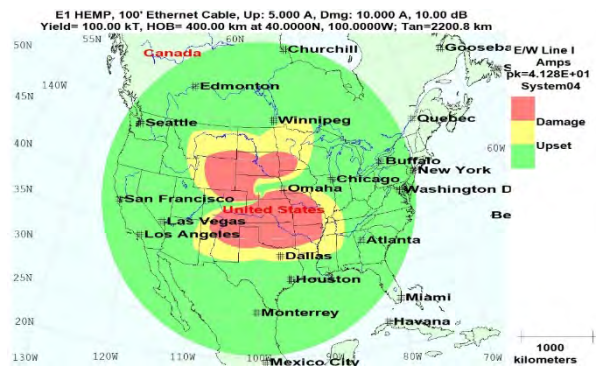 E1 HEMP, 100' Ethernet Cable, Up: 5.000 A, Dmg: 10.000 A, 10.00 dB
Yield= 100.00 kT, HOB= 400.00 km at 40.0000N, 100.0000W; Tan=2200.8 km
50N
55N
60N
Canada
Churchill
Gooseba
E/W Line I
Amps
pk=4.128E+01
System04
S
140W
Edmonton
45N
Seattle
Winnipeg
Quebec
Damage
40N
60W
Upset
Buffalo
New York
Chicago
35N
Omaha
Washington D
San Francisco
United States
Be
Las Vegas
30N
Los Angeles
Atlanta
Dallas
25N
Houston
Miami
20N
Monterrey
Havana
1000
kilometers
130W
120W
110W
100W
Mexico City
90W
80W
70W